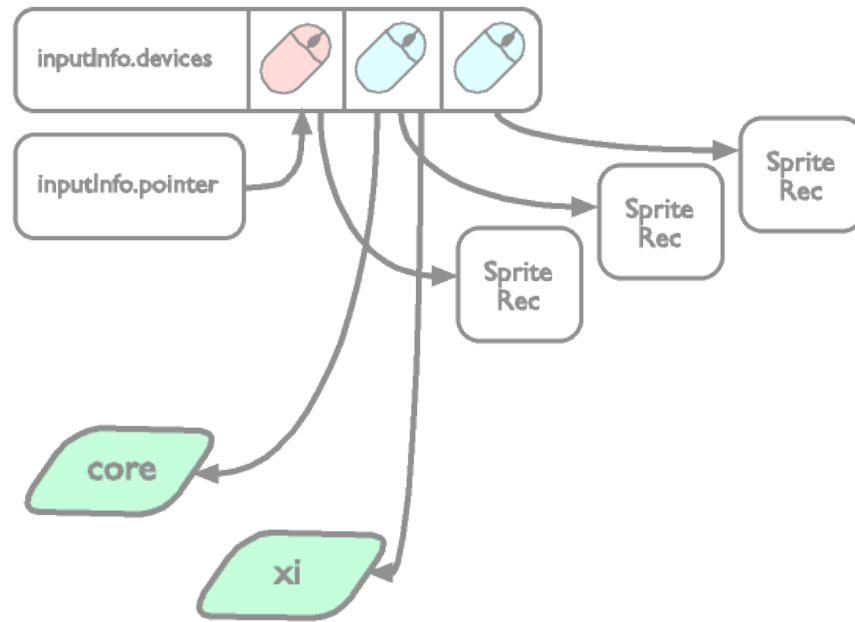 inputInfo.devices
inputInfo.pointer
Sprite
Rec
Sprite
Rec
Sprite
Rec
core
xi